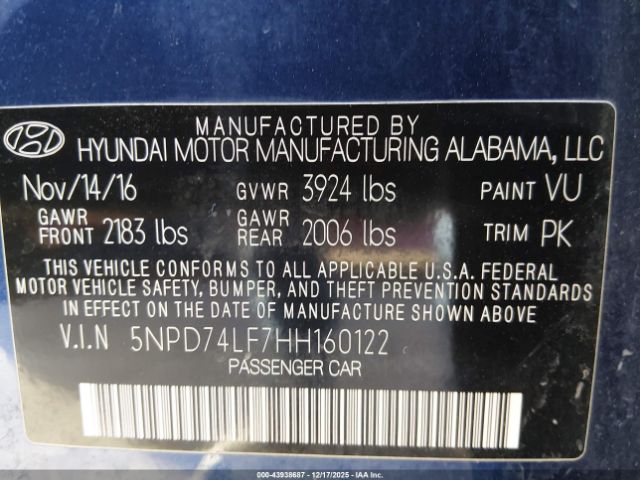 MANUFACTURED BY
HYUNDAI MOTOR MANUFACTURING ALABAMA, LLC
Nov/14/16 GVWR 3924 lbs PAINT VU
GAWR FRONT 2183 lbs GAWR REAR 2006 lbs TRIM PK
THIS VEHICLE CONFORMS TO ALL APPLICABLE U.S.A. FEDERAL
MOTOR VEHICLE SAFETY, BUMPER, AND THEFT PREVENTION
STANDARDS IN EFFECT ON THE DATE OF MANUFACTURE SHOWN ABOVE
V.I.N 5NPD74LF7HH160122
PASSENGER CAR
000-43938687 - 12/17/2025 - IAA Inc.